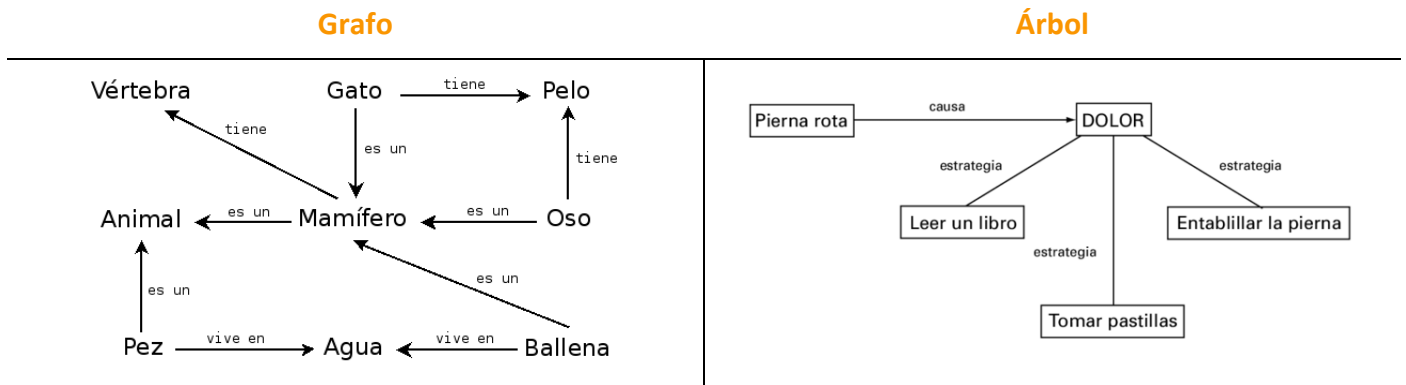 Grafo
Árbol
Vértebra
Gato
tiene
Pelo
tiene
es un
tiene
Animal
es un
Mamífero
es un
Oso
es un
es un
Pez
vive en
Agua
vive en
Ballena
Pierna rota
causa
DOLOR
estrategia
estrategia
Leer un libro
Entablillar la pierna
estrategia
Tomar pastillas